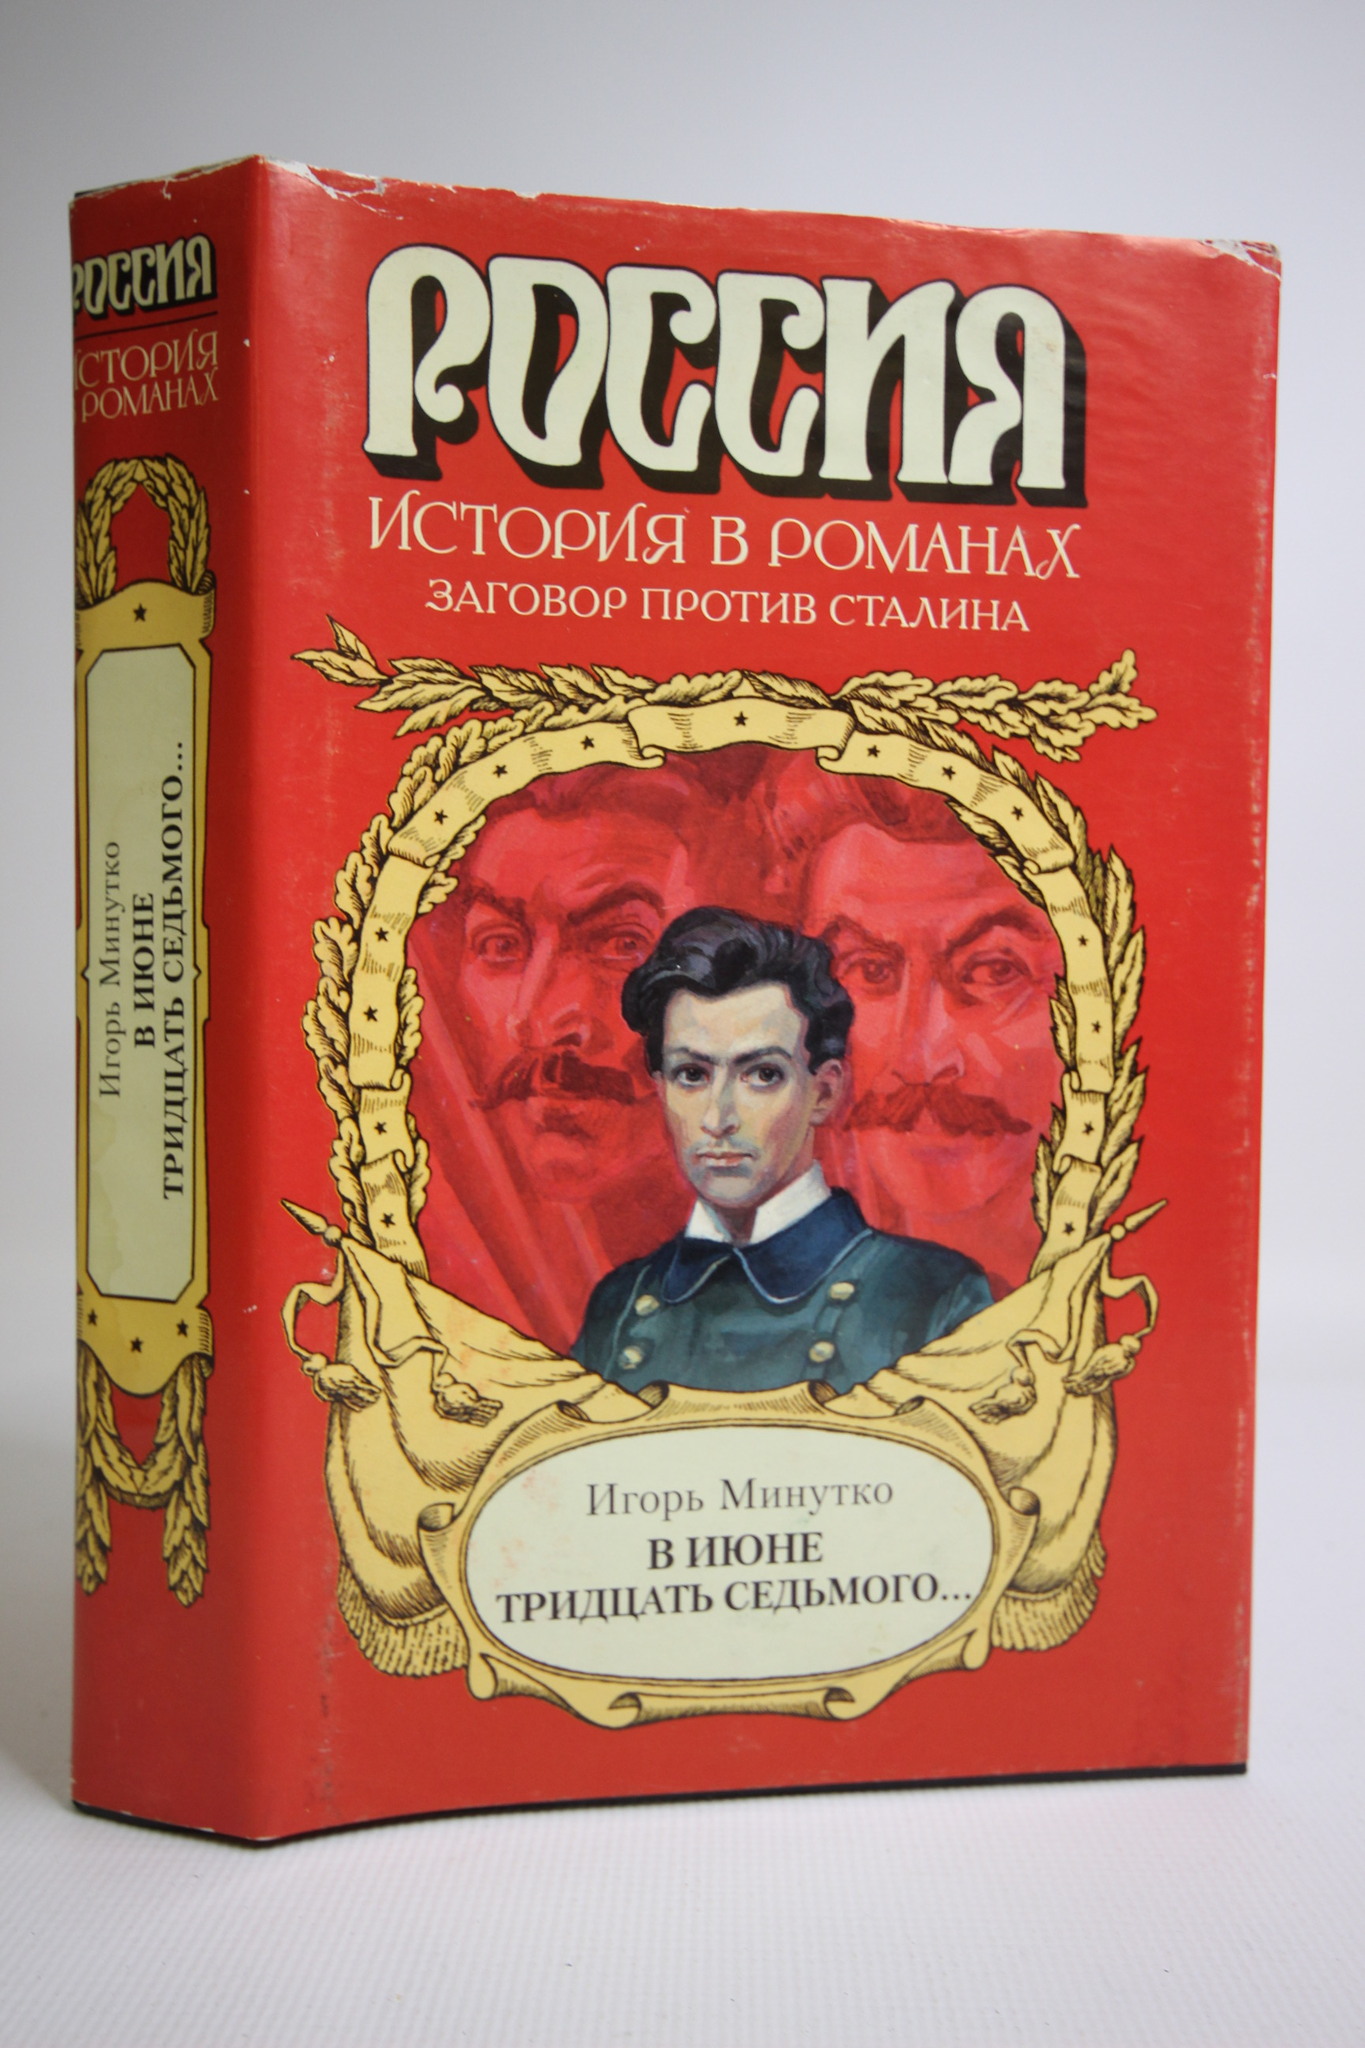 РОССИЯ
ИСТОРИЯ
РОМАНАХ
Игорь Минутко
В ИЮНЕ
ТРИДЦАТЬ СЕДЬМОГО...
РОССИЯ
ИСТОРИЯ В РОМАНАХ
ЗАГОВОР ПРОТИВ СТАЛИНА
Игорь Минутко
В ИЮНЕ
ТРИДЦАТЬ СЕДЬМОГО...